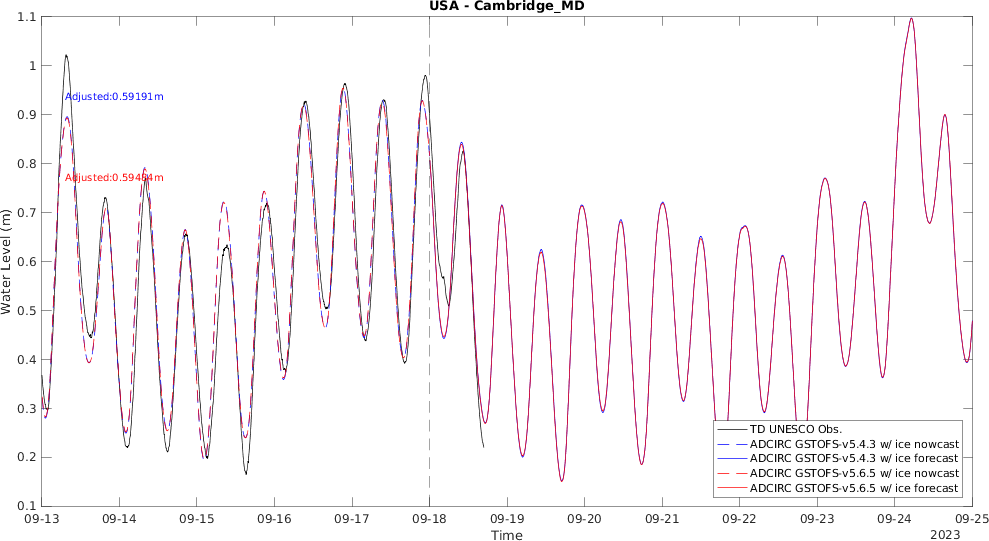 USA - Cambridge_MD
1.1
1
0.9
0.8
0.7
0.6
0.5
0.4
0.3
0.2
0.1
Water Level (m)
Adjusted:0.59191m
Adjusted:0.59484m
TD UNESCO Obs.
ADCIRC GSTOFS-v5.4.3 w/ ice nowcast
ADCIRC GSTOFS-v5.4.3 w/ ice forecast
ADCIRC GSTOFS-v5.6.5 w/ ice nowcast
ADCIRC GSTOFS-v5.6.5 w/ ice forecast
09-13 09-14 09-15 09-16 09-17 09-18 09-19 09-20 09-21 09-22 09-23 09-24 09-25
Time
2023